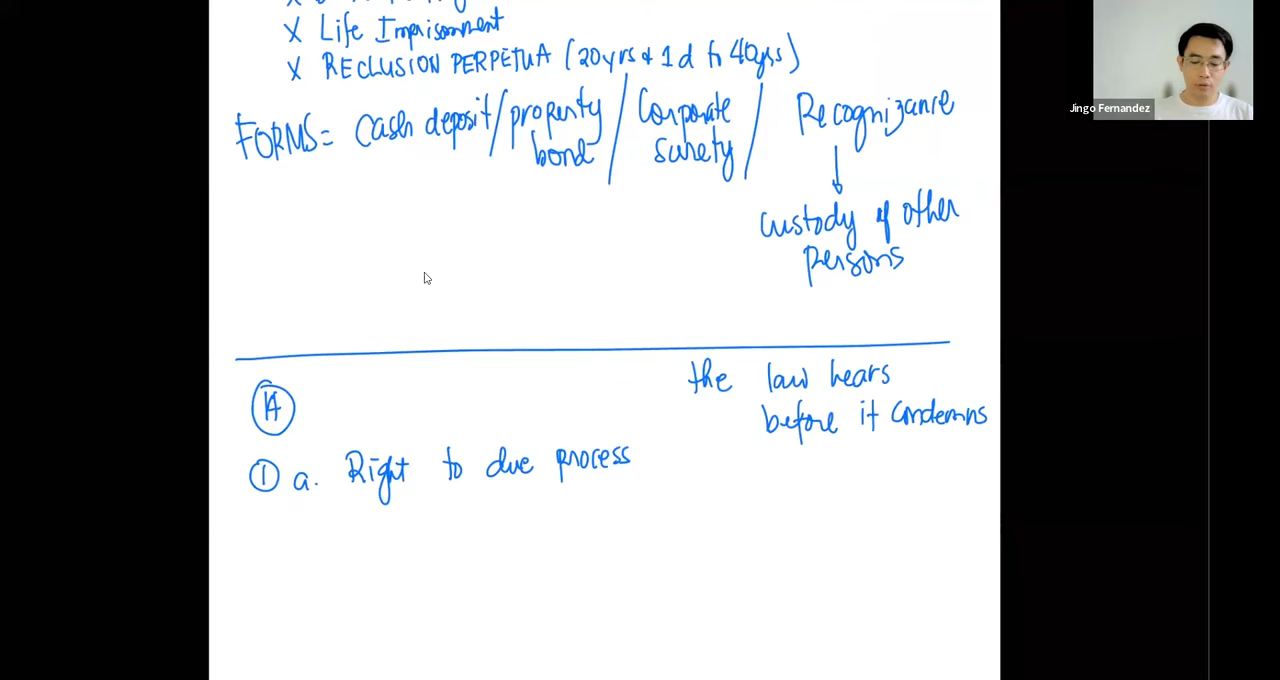 X Life Imprisonment
X RECLUSION PERPETUA (20yrs & 1d to 40yrs)
FORMS= Cash deposit/property bond/Corporate surety/Recognizance
custody of other
persons
Jingo Fernandez
14
the law hears
before it condemns
① a. Right to due process